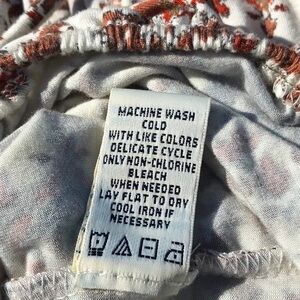 MACHINE WASH
COLD
WITH LIKE COLORS
DELICATE CYCLE
ONLY NON-CHLORINE
BLEACH
WHEN NEEDED
LAY FLAT TO DRY
COOL IRON IF
NECESSARY